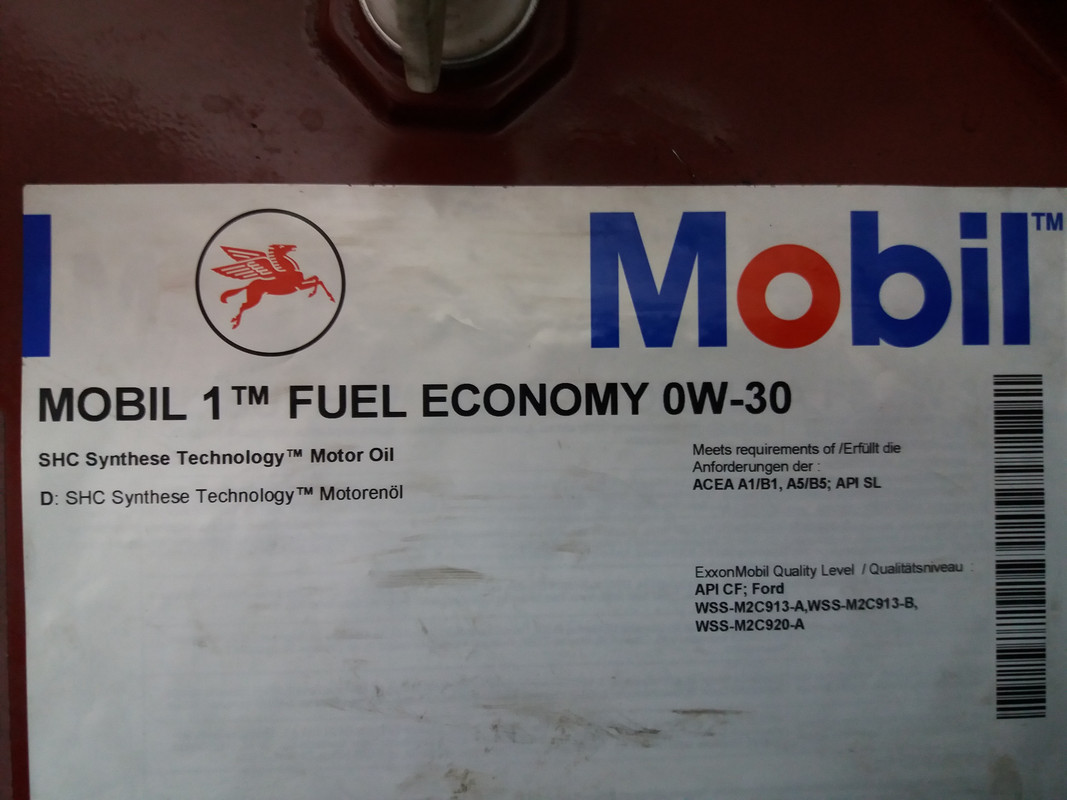 Mobil™
MOBIL 1™ FUEL ECONOMY 0W-30
SHC Synthese Technology™ Motor Oil
D: SHC Synthese Technology™ Motorenöl
Meets requirements of /Erfüllt die
Anforderungen der :
ACEA A1/B1, A5/B5; API SL
ExxonMobil Quality Level / Qualitätsniveau :
API CF; Ford
WSS-M2C913-A,WSS-M2C913-B,
WSS-M2C920-A